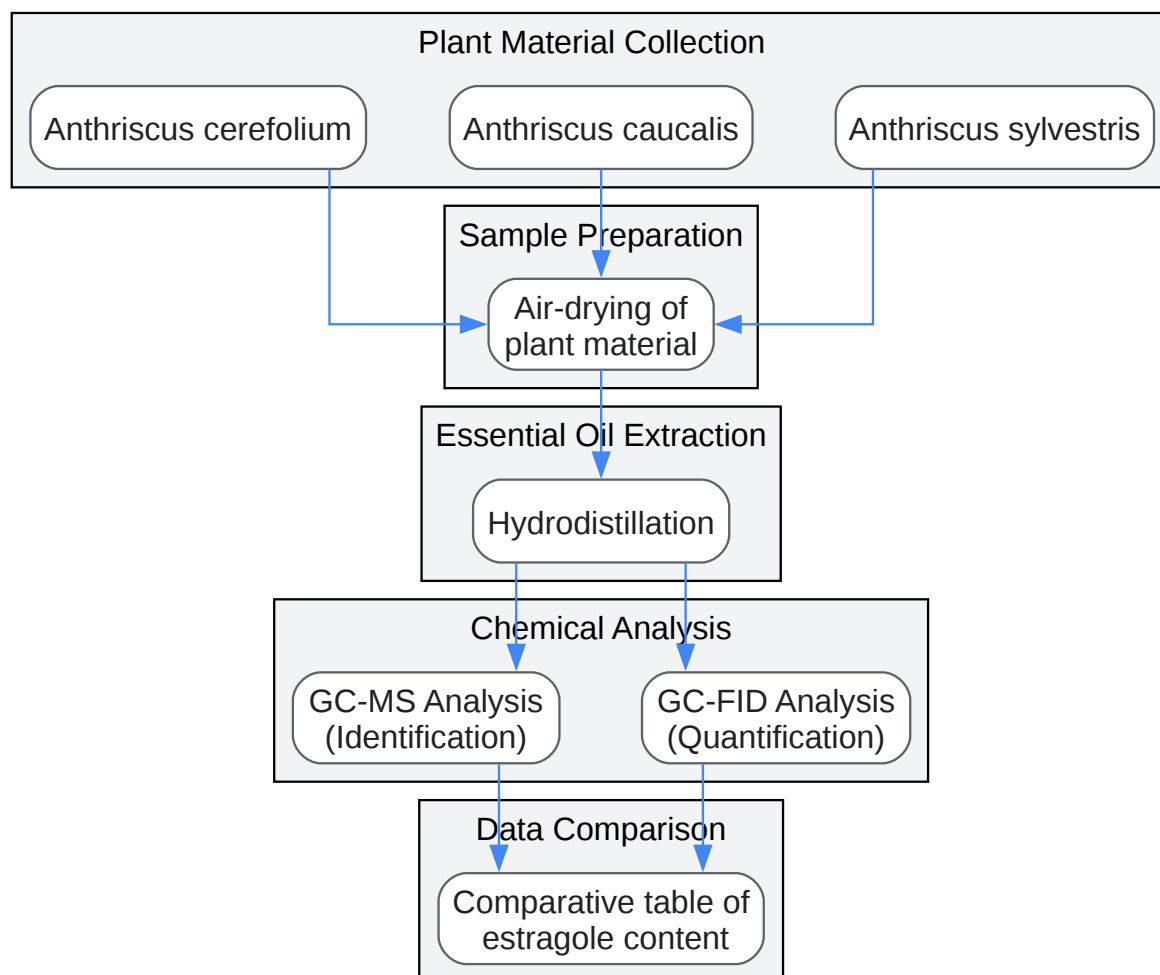 Plant Material Collection
Anthriscus cerefolium
Anthriscus caucalis
Anthriscus sylvestris
Sample Preparation
Air-drying of
plant material
Essential Oil Extraction
Hydrodistillation
Chemical Analysis
GC-MS Analysis
(Identification)
GC-FID Analysis
(Quantification)
Data Comparison
Comparative table of
estragole content